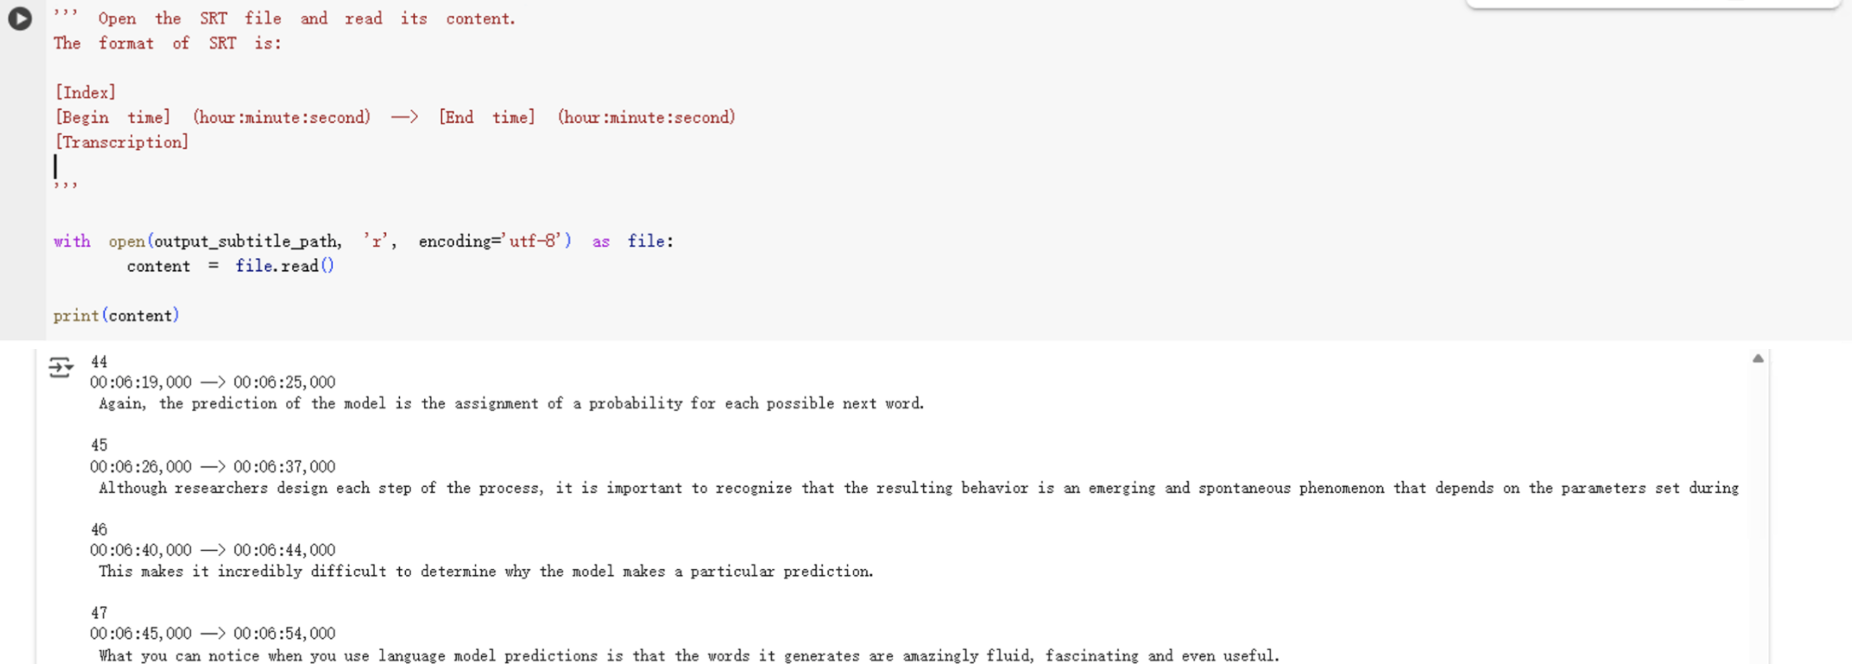 ''' Open the SRT file and read its content.
The format of SRT is:
[Index]
[Begin time] (hour:minute:second) —> [End time] (hour:minute:second)
[Transcription]
'''
with open(output_subtitle_path, 'r', encoding='utf-8') as file:
content = file.read()
print(content)
44
00:06:19,000 —> 00:06:25,000
Again, the prediction of the model is the assignment of a probability for each possible next word.
45
00:06:26,000 —> 00:06:37,000
Although researchers design each step of the process, it is important to recognize that the resulting behavior is an emerging and spontaneous phenomenon that depends on the parameters set during
46
00:06:40,000 —> 00:06:44,000
This makes it incredibly difficult to determine why the model makes a particular prediction.
47
00:06:45,000 —> 00:06:54,000
What you can notice when you use language model predictions is that the words it generates are amazingly fluid, fascinating and even useful.